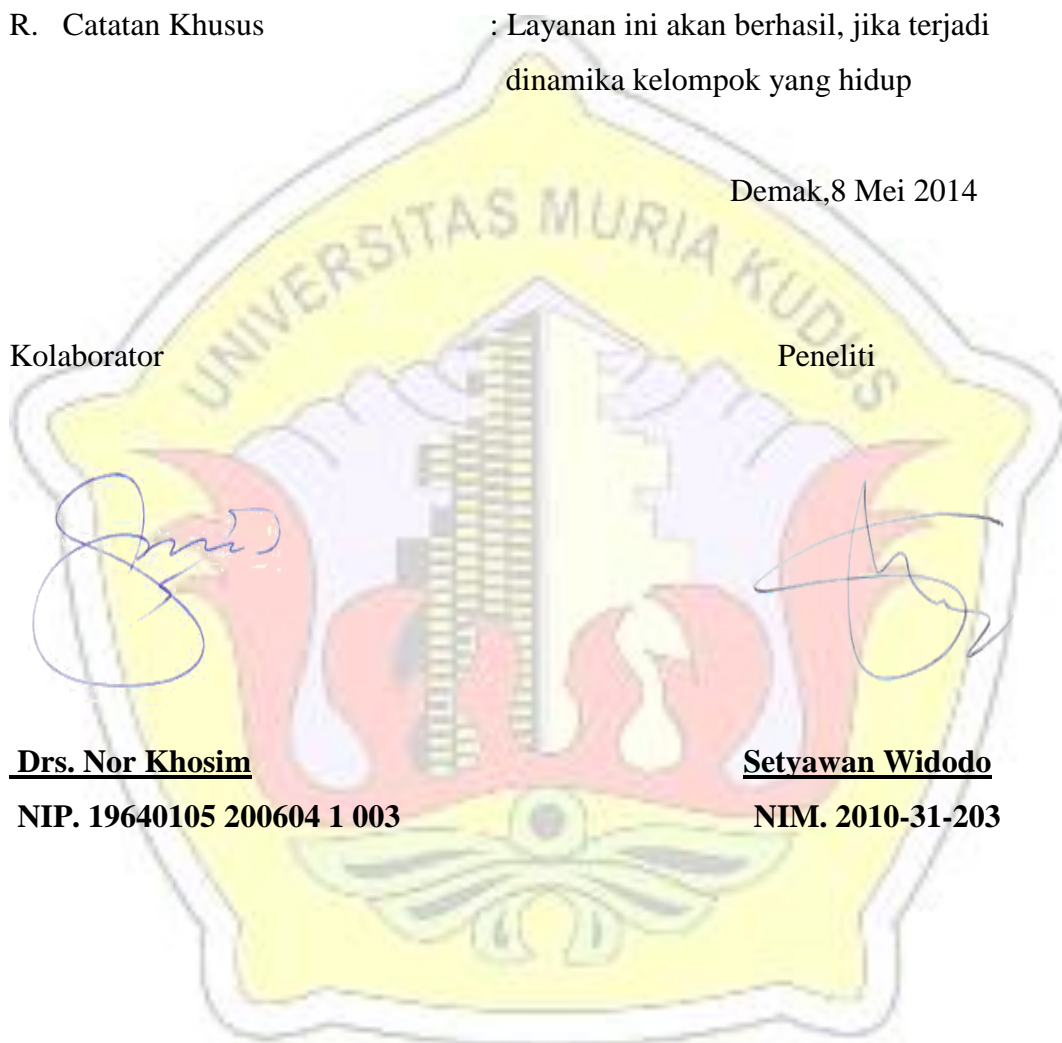 R. Catatan Khusus : Layanan ini akan berhasil, jika terjadi
dinamika kelompok yang hidup
Demak,8 Mei 2014
UNIVERSITAS MURIA KUDUS
Kolaborator Peneliti
Drs. Nor Khosim Setyawan Widodo
NIP. 19640105 200604 1 003 NIM. 2010-31-203